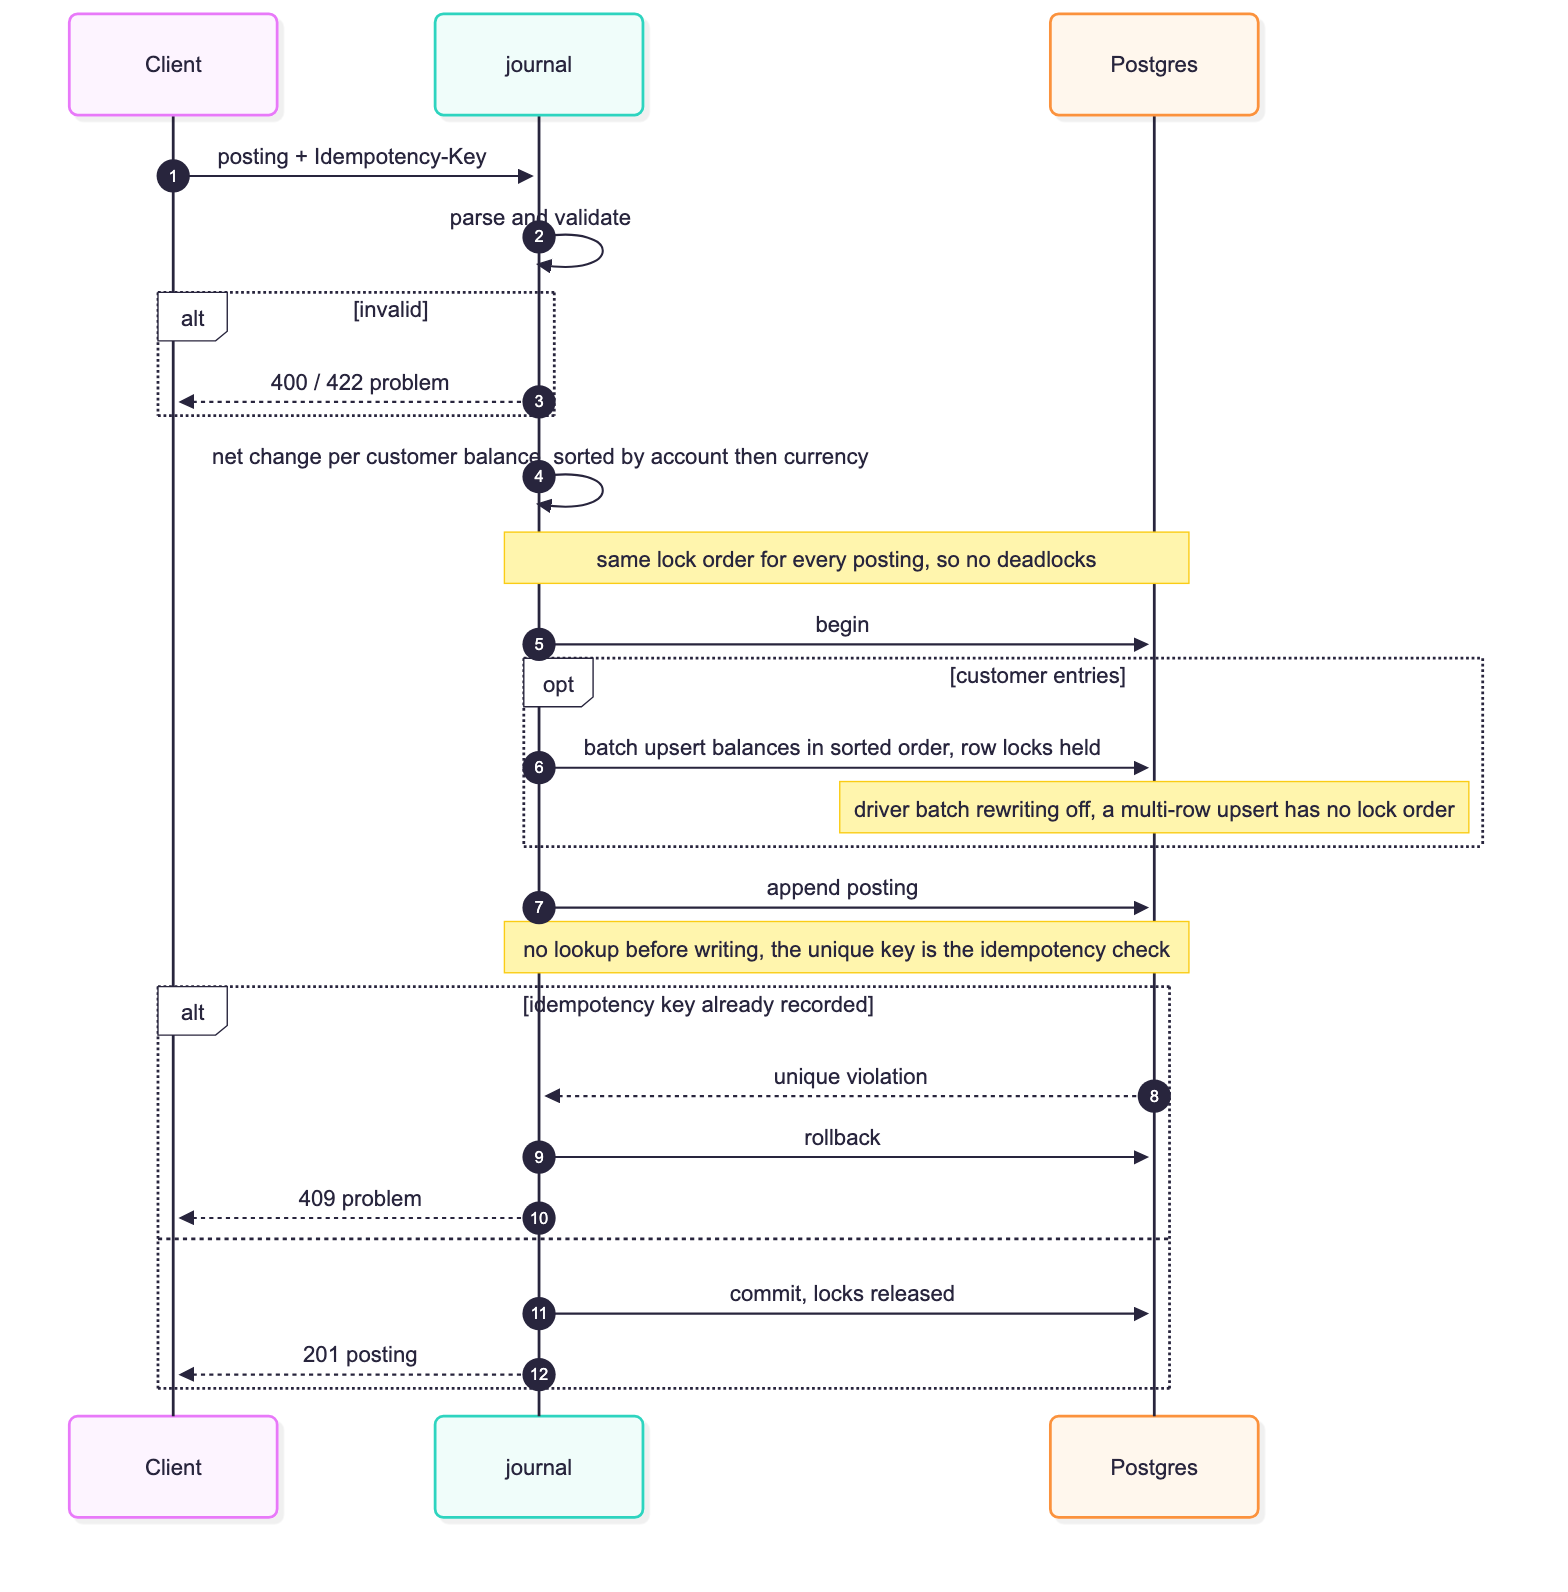 Client
journal
Postgres
posting + Idempotency-Key
1
parse and validate
2
alt
[invalid]
400 / 422 problem
3
net change per customer balance, sorted by account then currency
4
same lock order for every posting, so no deadlocks
begin
5
opt
[customer entries]
batch upsert balances in sorted order, row locks held
6
driver batch rewriting off, a multi-row upsert has no lock order
append posting
7
no lookup before writing, the unique key is the idempotency check
alt
[idempotency key already recorded]
unique violation
8
rollback
9
409 problem
10
commit, locks released
11
201 posting
12
Client
journal
Postgres